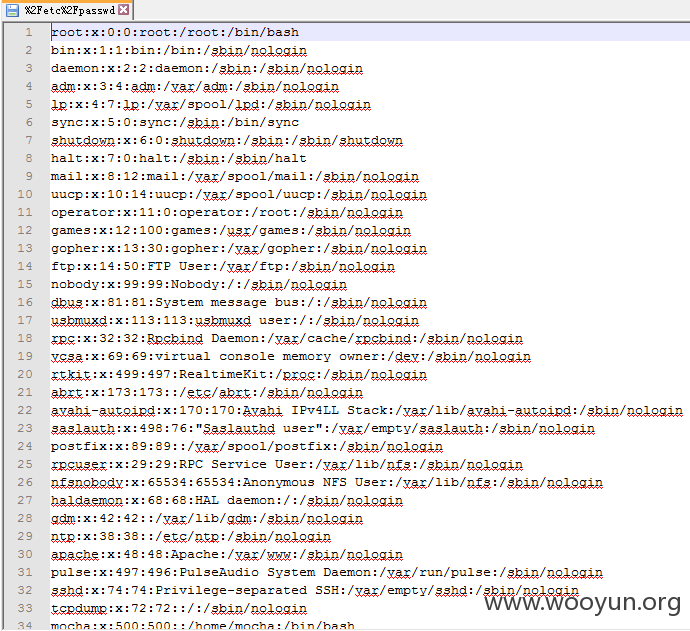 %2Fetc%2Fpasswd
1 root:x:0:0:root:/root:/bin/bash
2 bin:x:1:1:bin:/bin:/sbin/nologin
3 daemon:x:2:2:daemon:/sbin:/sbin/nologin
4 adm:x:3:4:adm:/var/adm:/sbin/nologin
5 lp:x:4:7:lp:/var/spool/lpd:/sbin/nologin
6 sync:x:5:0:sync:/sbin:/bin/sync
7 shutdown:x:6:0:shutdown:/sbin:/sbin/shutdown
8 halt:x:7:0:halt:/sbin:/sbin/halt
9 mail:x:8:12:mail:/var/spool/mail:/sbin/nologin
10 uucp:x:10:14:uucp:/var/spool/uucp:/sbin/nologin
11 operator:x:11:0:operator:/root:/sbin/nologin
12 games:x:12:100:games:/usr/games:/sbin/nologin
13 gopher:x:13:30:gopher:/var/gopher:/sbin/nologin
14 ftp:x:14:50:FTP User:/var/ftp:/sbin/nologin
15 nobody:x:99:99:Nobody:/:/sbin/nologin
16 dbus:x:81:81:System message bus:/:/sbin/nologin
17 usbmuxd:x:113:113:usbmuxd user:/:/sbin/nologin
18 rpc:x:32:32:Rpcbind Daemon:/var/cache/rpcbind:/sbin/nologin
19 vcsa:x:69:69:virtual console memory owner:/dev:/sbin/nologin
20 rtkit:x:499:497:RealtimeKit:/proc:/sbin/nologin
21 abrt:x:173:173::/etc/abrt:/sbin/nologin
22 avahi-autoipd:x:170:170:Avahi IPv4LL Stack:/var/lib/avahi-autoipd:/sbin/nologin
23 saslauth:x:498:76:"Saslauthd user":/var/empty/saslauth:/sbin/nologin
24 postfix:x:89:89::/var/spool/postfix:/sbin/nologin
25 rpcuser:x:29:29:RPC Service User:/var/lib/nfs:/sbin/nologin
26 nfsnobody:x:65534:65534:Anonymous NFS User:/var/lib/nfs:/sbin/nologin
27 haldaemon:x:68:68:HAL daemon:/:/sbin/nologin
28 gdm:x:42:42::/var/lib/gdm:/sbin/nologin
29 ntp:x:38:38::/etc/ntp:/sbin/nologin
30 apache:x:48:48:Apache:/var/www:/sbin/nologin
31 pulse:x:497:496:PulseAudio System Daemon:/var/run/pulse:/sbin/nologin
32 sshd:x:74:74:Privilege-separated SSH:/var/empty/sshd:/sbin/nologin
33 tcpdump:x:72:72::/:/sbin/nologin
34 mocha:x:500:500::/home/mocha:/bin/bash
www.wooyun.org